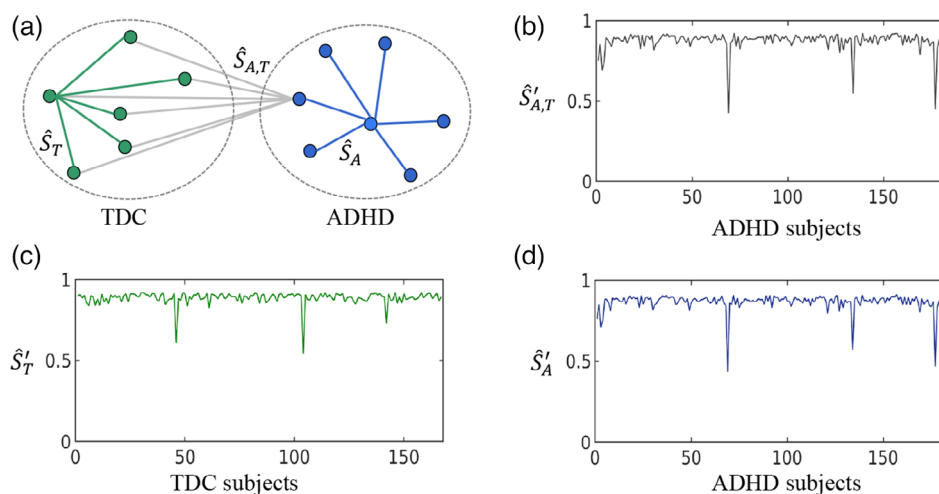 (a)
Ŝ_T
Ŝ_{A,T}
Ŝ_A
TDC
ADHD
(b)
Ŝ′_{A,T}
1
0.5
0
0
50
100
150
ADHD subjects
(c)
Ŝ′_T
1
0.5
0
0
50
100
150
TDC subjects
(d)
Ŝ′_A
1
0.5
0
0
50
100
150
ADHD subjects